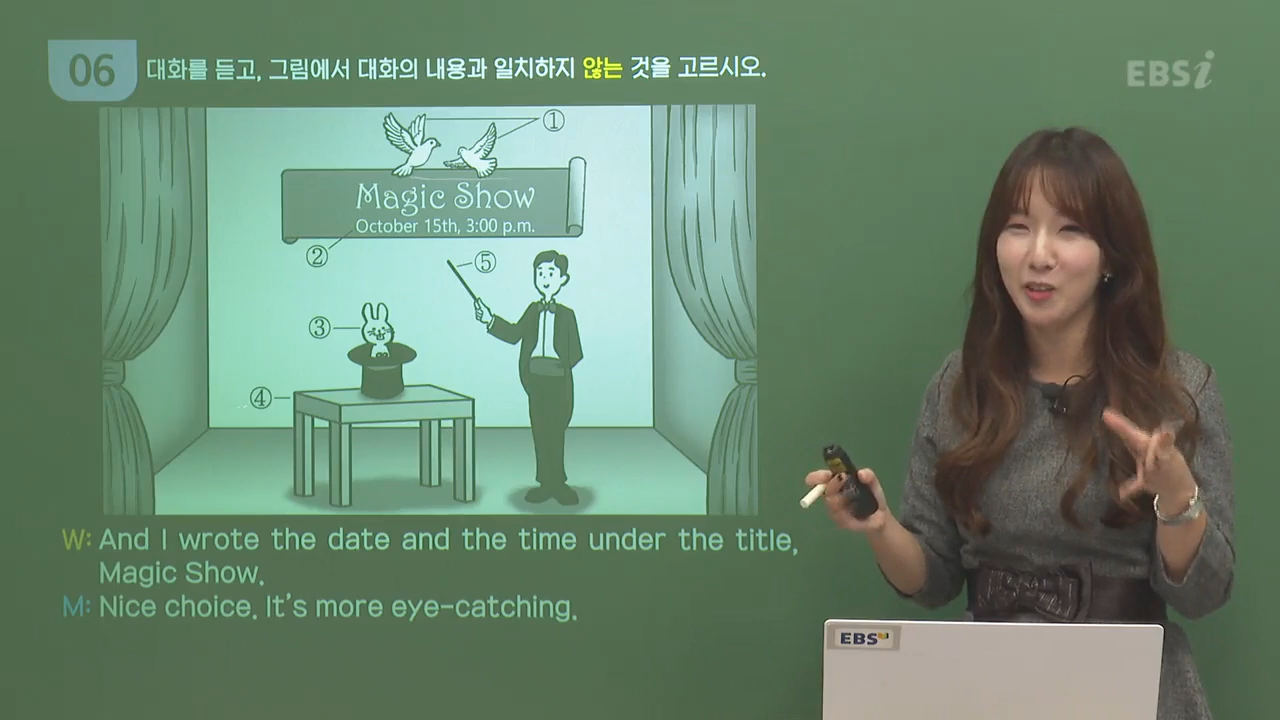 06 대화를 듣고, 그림에서 대화의 내용과 일치하지 않는 것을 고르시오.
EBSi
①
Magic Show
October 15th, 3:00 p.m.
②
⑤
③
④
W: And I wrote the date and the time under the title,
Magic Show.
M: Nice choice. It's more eye-catching.
EBS